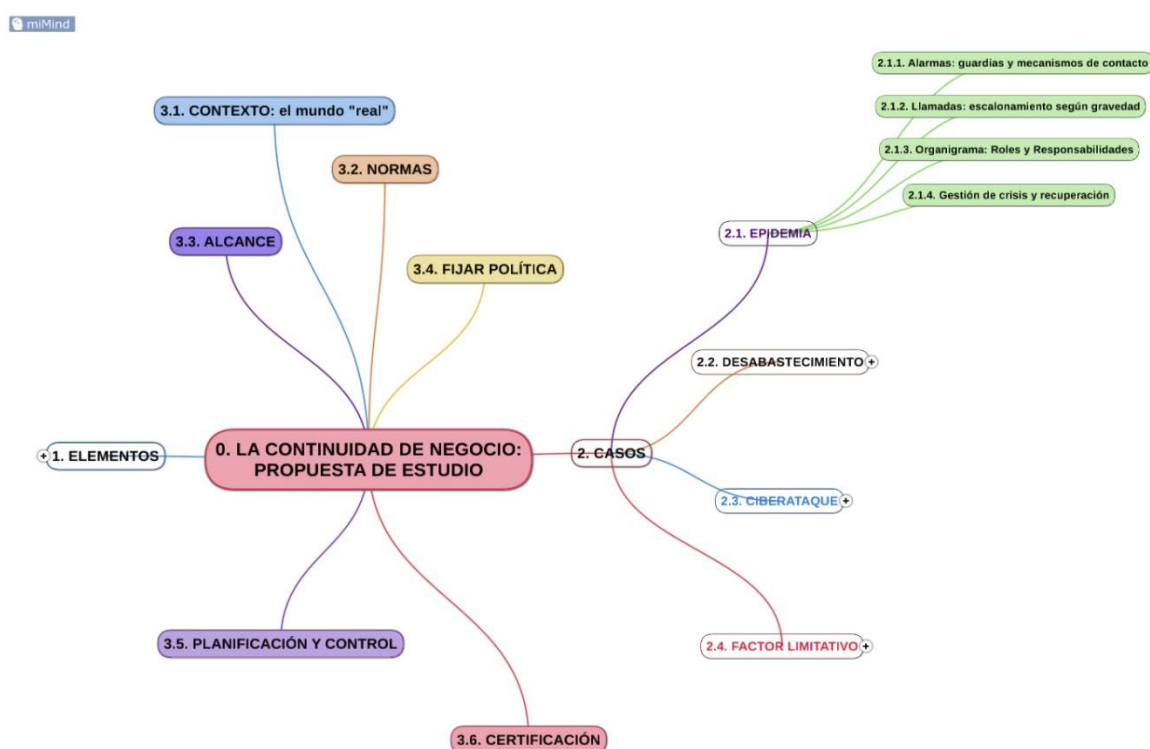 miMind
2.1.1. Alarmas: guardias y mecanismos de contacto
2.1.2. Llamadas: escalonamiento según gravedad
2.1.3. Organigrama: Roles y Responsabilidades
2.1.4. Gestión de crisis y recuperación
3.1. CONTEXTO: el mundo "real"
3.2. NORMAS
3.3. ALCANCE
3.4. FIJAR POLÍTICA
2.1. EPIDEMIA
2.2. DESABASTECIMIENTO
1. ELEMENTOS
0. LA CONTINUIDAD DE NEGOCIO:
PROPUESTA DE ESTUDIO
2. CASOS
2.3. CIBERATAQUE
3.5. PLANIFICACIÓN Y CONTROL
2.4. FACTOR LIMITATIVO
3.6. CERTIFICACIÓN